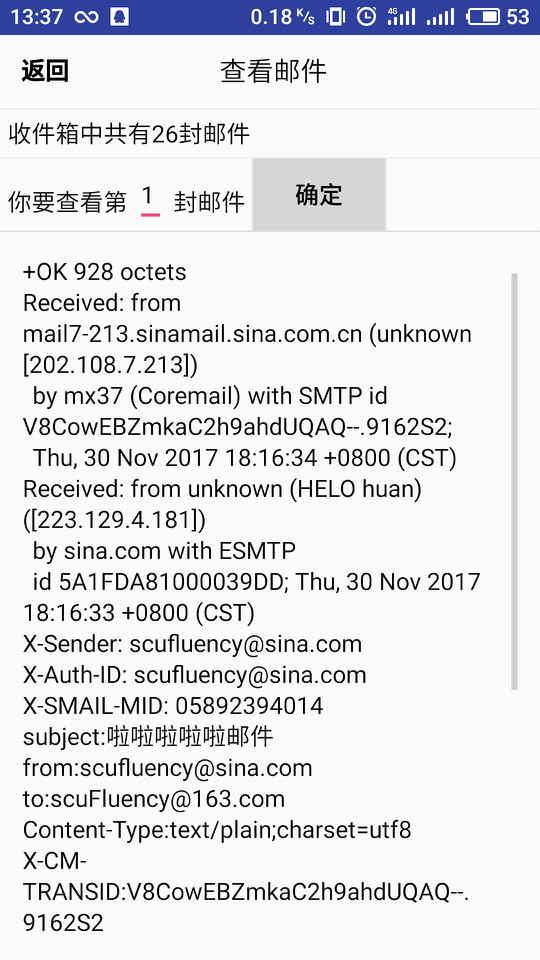 13:37 0.18 K/s 4G 53
返回 查看邮件
收件箱中共有26封邮件
你要查看第 1 封邮件 确定
+OK 928 octets
Received: from
mail7-213.sinamail.sina.com.cn (unknown
[202.108.7.213])
by mx37 (Coremail) with SMTP id
V8CowEBZmkaC2h9ahdUQAQ--.9162S2;
Thu, 30 Nov 2017 18:16:34 +0800 (CST)
Received: from unknown (HELO huan)
([223.129.4.181])
by sina.com with ESMTP
id 5A1FDA81000039DD; Thu, 30 Nov 2017
18:16:33 +0800 (CST)
X-Sender: scufluency@sina.com
X-Auth-ID: scufluency@sina.com
X-SMAIL-MID: 05892394014
subject:啦啦啦啦啦邮件
from:scufluency@sina.com
to:scuFluency@163.com
Content-Type:text/plain;charset=utf8
X-CM-
TRANSID:V8CowEBZmkaC2h9ahdUQAQ--.
9162S2